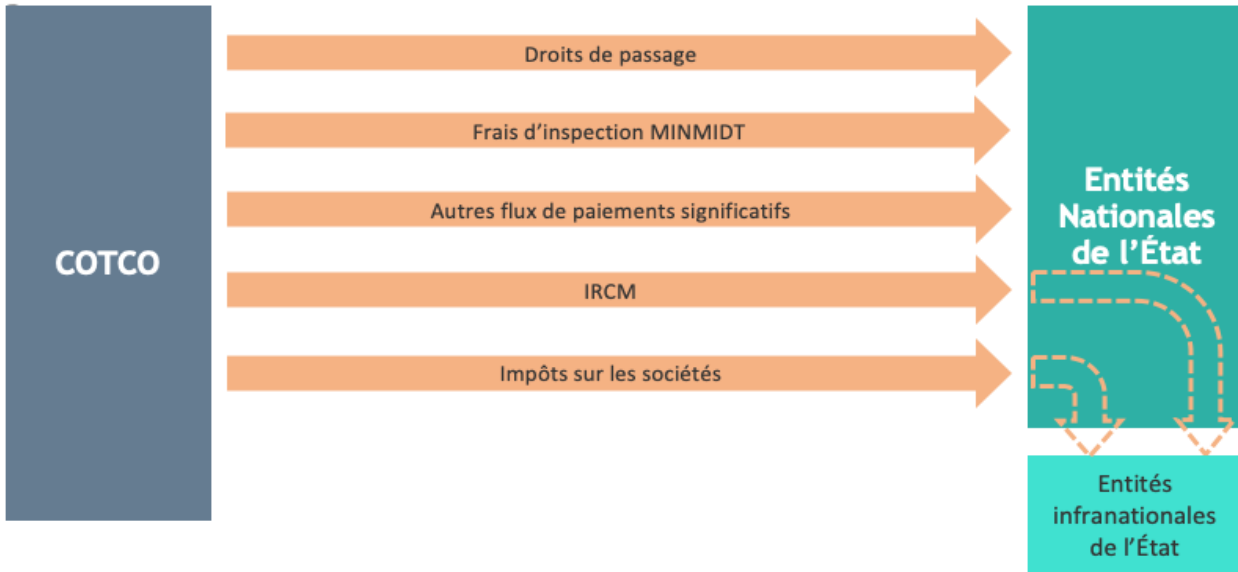 COTCO
Droits de passage
Frais d’inspection MINMIDT
Autres flux de paiements significatifs
IRCM
Impôts sur les sociétés
Entités
Nationales
de l’État
Entités
infranationales
de l’État